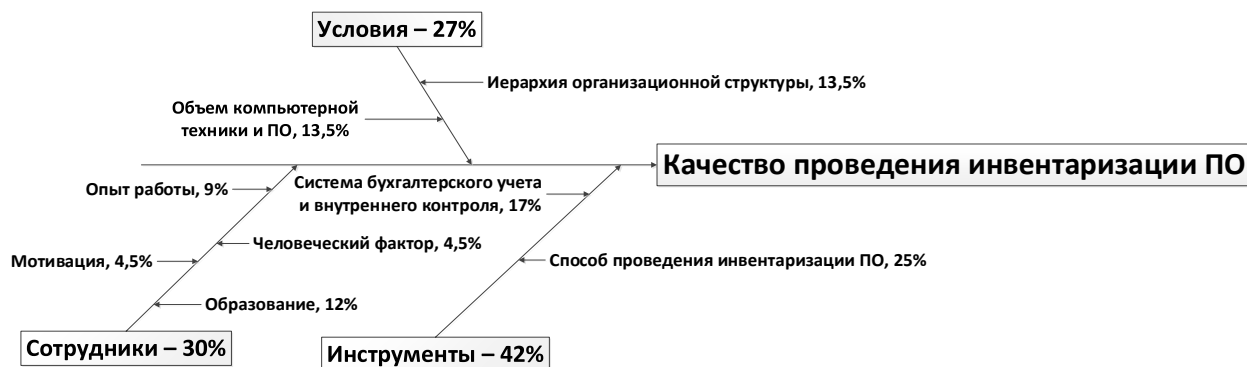 Условия – 27%
Иерархия организационной структуры, 13,5%
Объем компьютерной
техники и ПО, 13,5%
Качество проведения инвентаризации ПО
Опыт работы, 9%
Система бухгалтерского учета
и внутреннего контроля, 17%
Человеческий фактор, 4,5%
Мотивация, 4,5%
Способ проведения инвентаризации ПО, 25%
Образование, 12%
Сотрудники – 30%
Инструменты – 42%